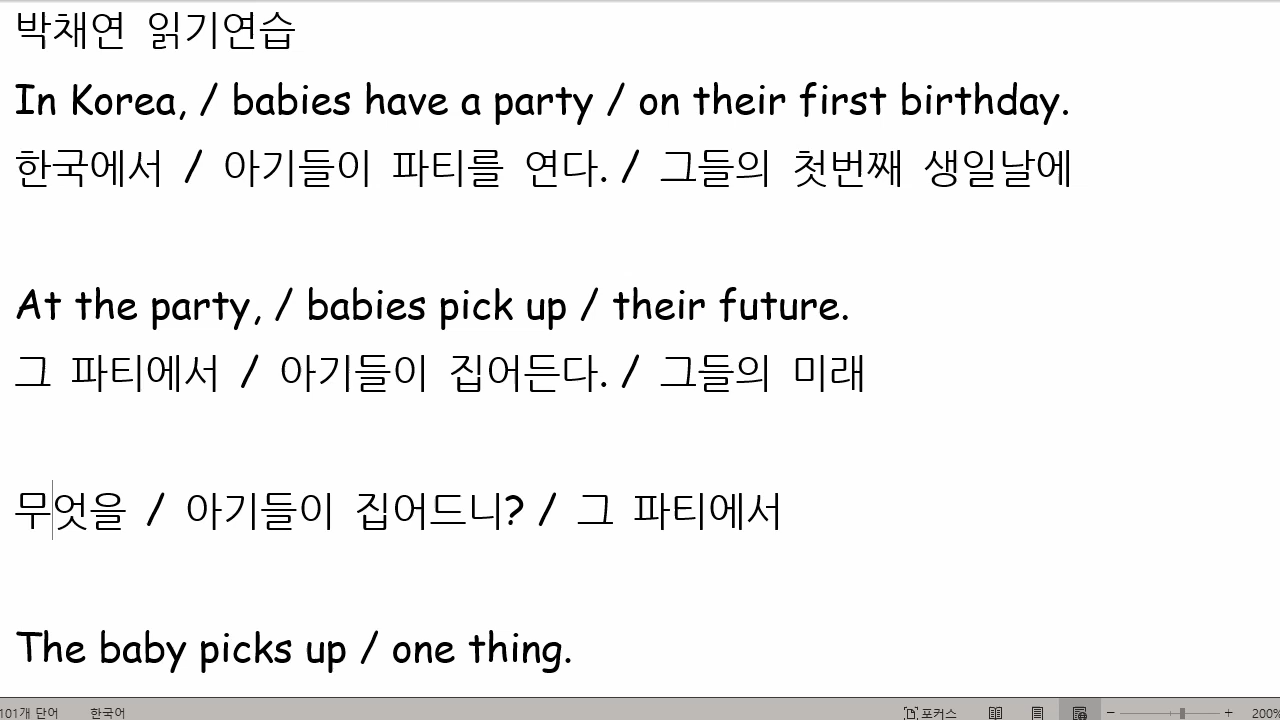 박채연 읽기연습
In Korea, / babies have a party / on their first birthday.
한국에서 / 아기들이 파티를 연다. / 그들의 첫번째 생일날에
At the party, / babies pick up / their future.
그 파티에서 / 아기들이 집어든다. / 그들의 미래
무엇을 / 아기들이 집어드니? / 그 파티에서
The baby picks up / one thing.
101개 단어 한국어 포커스 200%